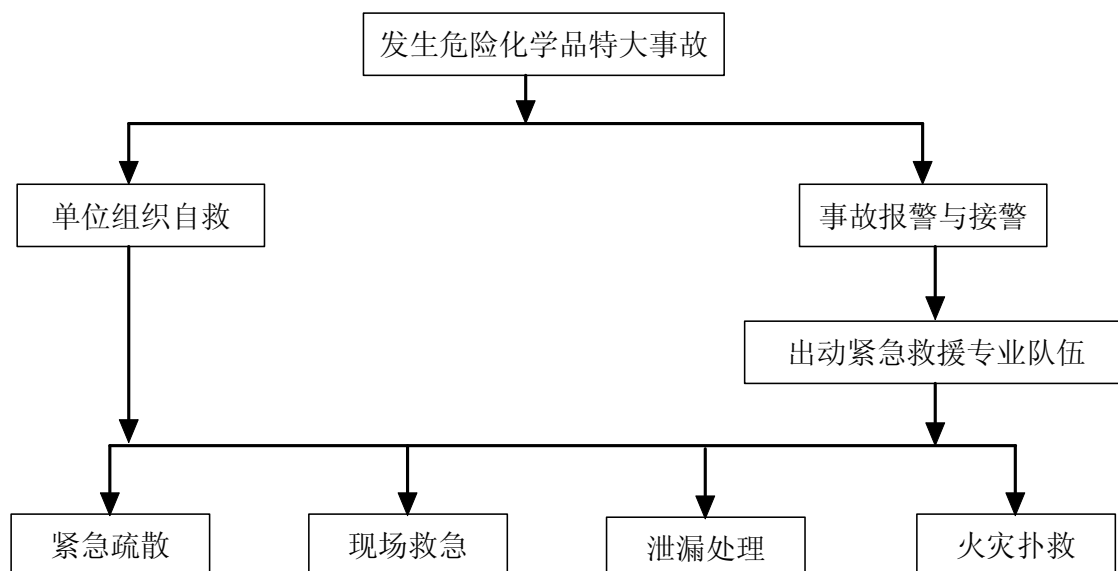 发生危险化学品特大事故
单位组织自救
事故报警与接警
出动紧急救援专业队伍
紧急疏散
现场救急
泄漏处理
火灾扑救